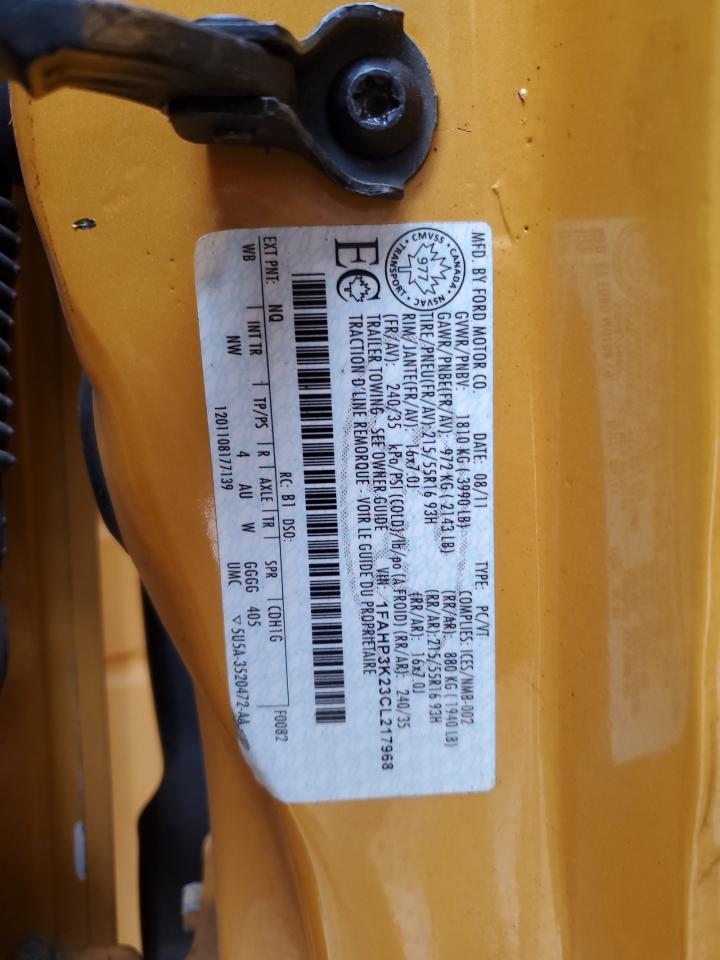 MFD. BY FORD MOTOR CO. DATE: 08/11 TYPE: PC/VT
GVWR/PNBV: 1810 KG ( 3990 LB) COMPLIES: ICES/NMB-002
GAWR/PNBE(FR/AV): 972 KG ( 2143 LB) (RR/AR): 880 KG ( 1940 LB)
TIRE/PNEU(FR/AV): 215/55R16 93H (RR/AR): 215/55R16 93H
RIM/JANTE(FR/AV): 16x7.0J (RR/AR): 16x7.0J
(FR/AV): 240/35 kPa/PSI(COLD)/lb/po(A FROID) (RR/AR): 240/35
TRAILER TOWING - SEE OWNER GUIDE VIN: 1FAHP3K23CL217968
TRACTION D-LINE REMORQUE - VOIR LE GUIDE DU PROPRIETAIRE
CMVSS · CANADA · NSVAC · TRANSPORT ·
977
EC
RC: B1 DSO: F0082
EXT PNT: NQ INT TR TP/PS R AXLE TR SPR CDH1G
WB NW 4 AU W GGGG 405
UMC
1201108177139 ▽ 5U5A-3520472-AA